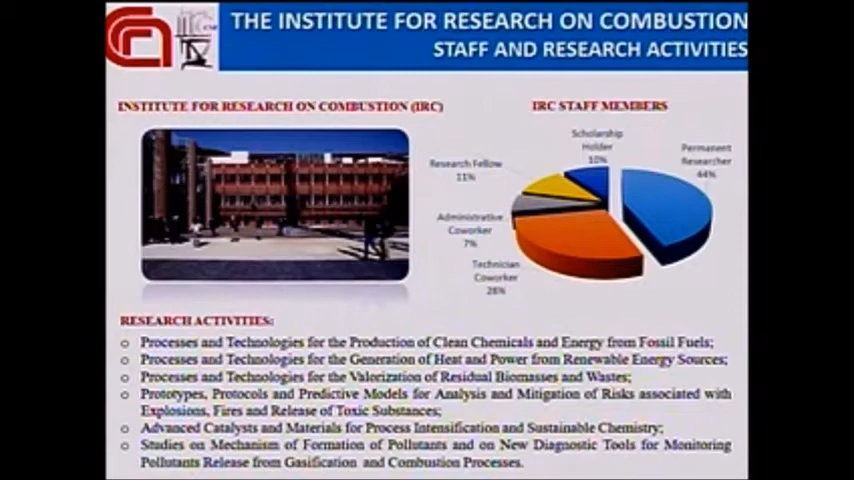 THE INSTITUTE FOR RESEARCH ON COMBUSTION
STAFF AND RESEARCH ACTIVITIES
INSTITUTE FOR RESEARCH ON COMBUSTION (IRC)
IRC STAFF MEMBERS
Scholarship
Holder
10%
Permanent
Researcher
44%
Research Fellow
11%
Administrative
Coworker
7%
Technician
Coworker
28%
RESEARCH ACTIVITIES:
o Processes and Technologies for the Production of Clean Chemicals and Energy from Fossil Fuels;
o Processes and Technologies for the Generation of Heat and Power from Renewable Energy Sources;
o Processes and Technologies for the Valorization of Residual Biomasses and Wastes;
o Prototypes, Protocols and Predictive Models for Analysis and Mitigation of Risks associated with
Explosions, Fires and Release of Toxic Substances;
o Advanced Catalysts and Materials for Process Intensification and Sustainable Chemistry;
o Studies on Mechanism of Formation of Pollutants and on New Diagnostic Tools for Monitoring
Pollutants Release from Gasification and Combustion Processes.